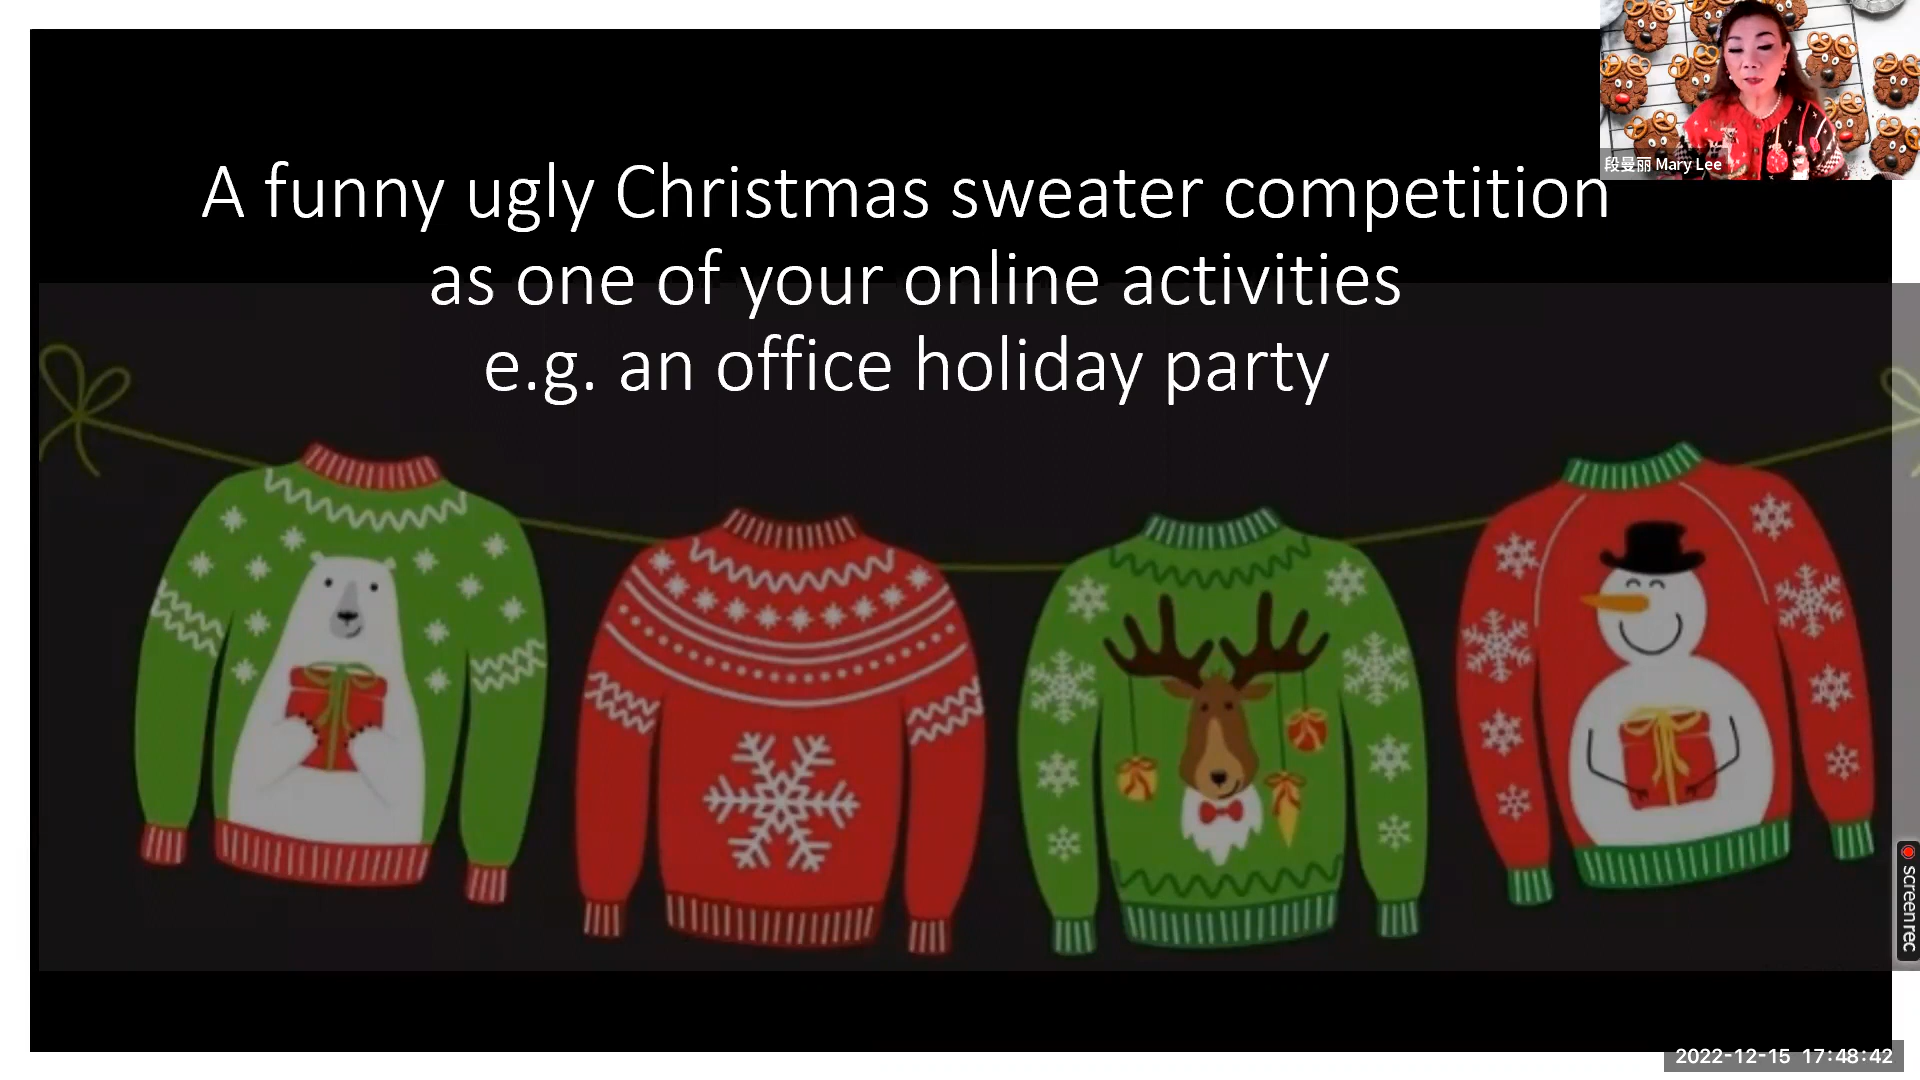 段曼丽 Mary Lee
A funny ugly Christmas sweater competition
as one of your online activities
e.g. an office holiday party
screenrec
2022-12-15 17:48:42